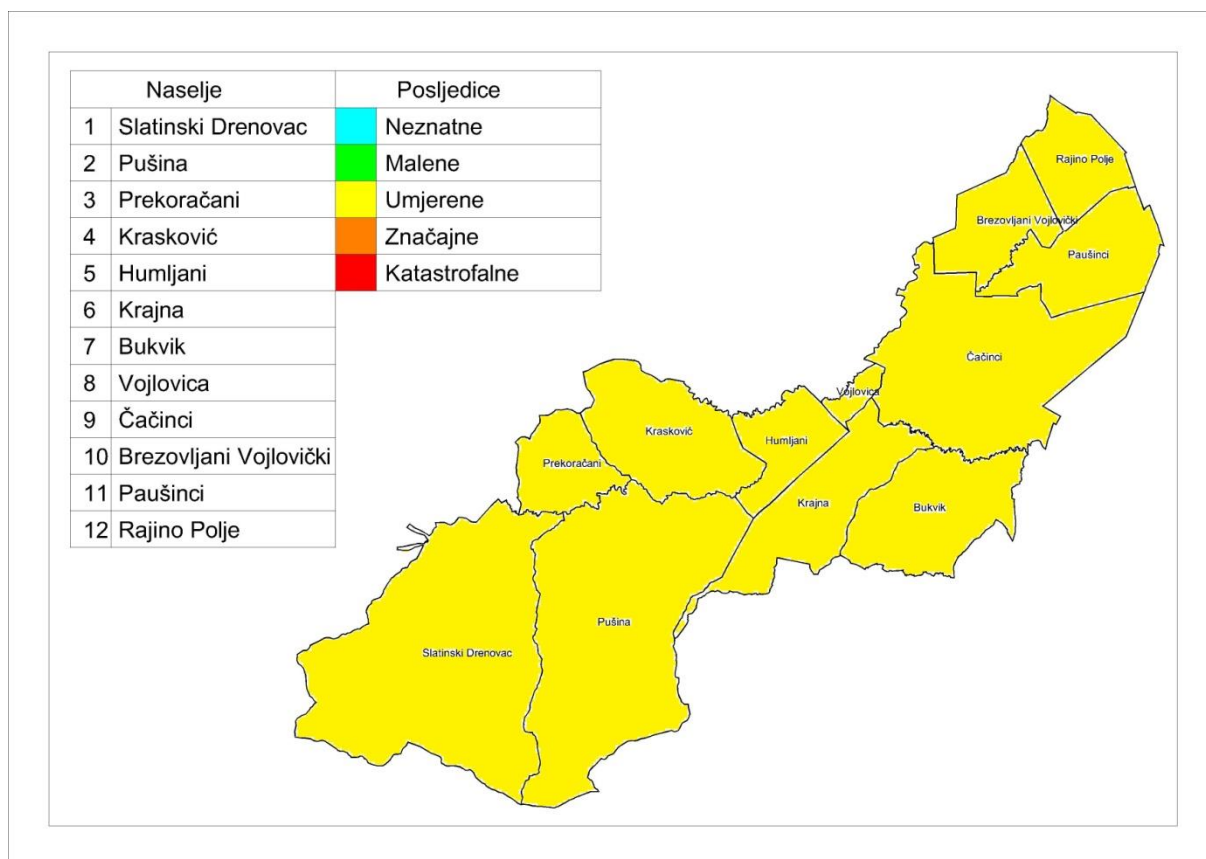 Naselje Posljedice
1 Slatinski Drenovac Neznatne
2 Pušina Malene
3 Prekoračani Umjerene
4 Krasković Značajne
5 Humljani Katastrofalne
6 Krajna
7 Bukvik
8 Vojlovica
9 Čačinci
10 Brezovljani Vojlovički
11 Paušinci
12 Rajino Polje
Rajino Polje
Brezovljani Vojlovički
Paušinci
Čačinci
Vojlovica
Krasković
Humljani
Prekoračani
Krajna
Bukvik
Pušina
Slatinski Drenovac